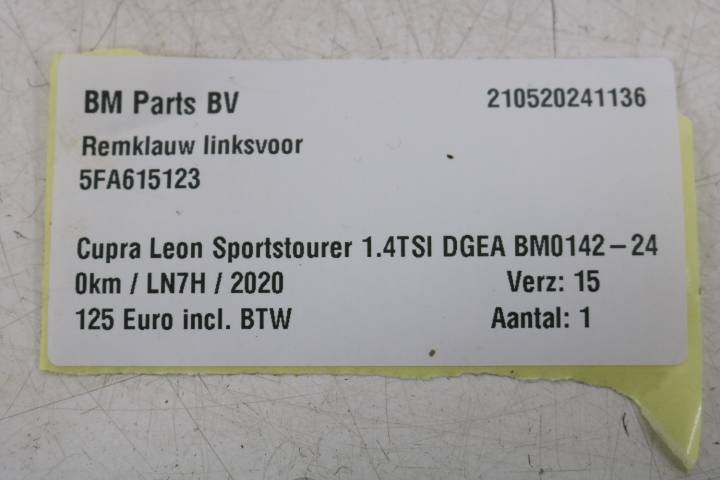 BM Parts BV 210520241136
Remklauw linksvoor
5FA615123
Cupra Leon Sportstourer 1.4TSI DGEA BM0142-24
0km / LN7H / 2020 Verz: 15
125 Euro incl. BTW Aantal: 1